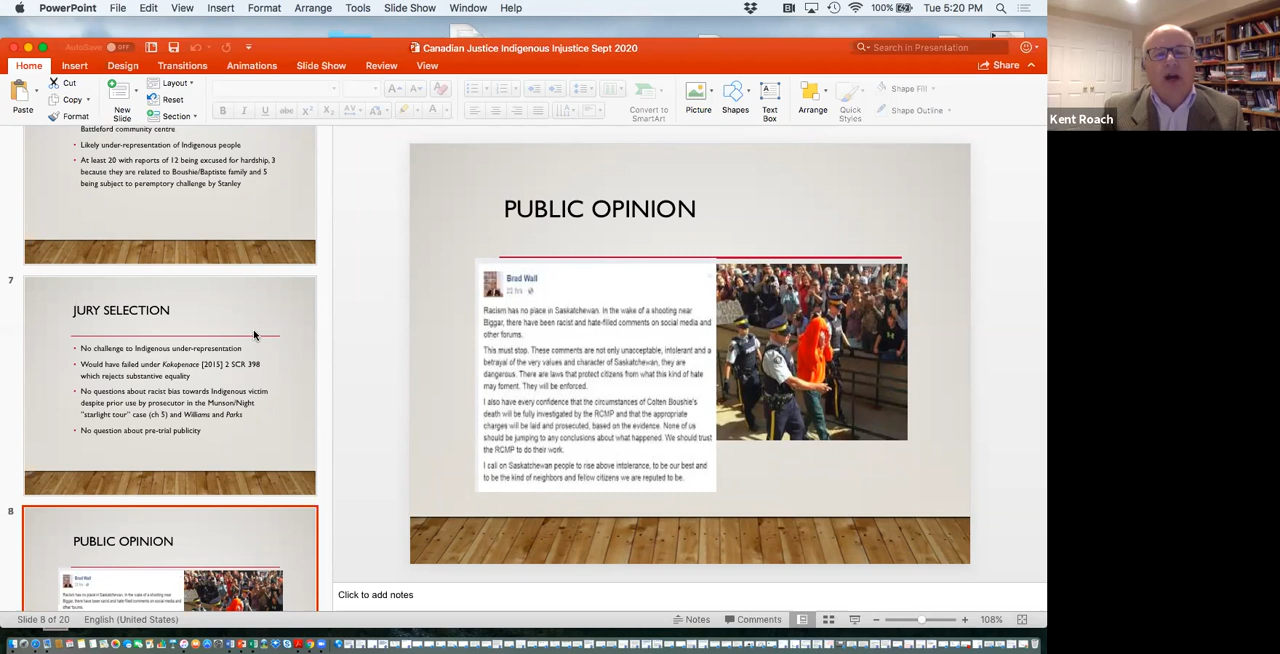 PowerPoint File Edit View Insert Format Arrange Tools Slide Show Window Help
100% Tue 5:20 PM
AutoSave OFF
Canadian Justice Indigenous Injustice Sept 2020
Search in Presentation
Home Insert Design Transitions Animations Slide Show Review View
Share
Paste
Cut
Copy
Format
New
Slide
Layout
Reset
Section
B I U abc X² X₂ AV Aa A
Convert to
SmartArt
Picture
Shapes
Text
Box
Arrange
Quick
Styles
Shape Fill
Shape Outline
Kent Roach
Battleford community centre
Likely under-representation of Indigenous people
At least 20 with reports of 12 being excused for hardship, 3
because they are related to Boushie/Baptiste family and 5
being subject to peremptory challenge by Stanley
7
JURY SELECTION
No challenge to Indigenous under-representation
Would have failed under Kokopenace [2015] 2 SCR 398
which rejects substantive equality
No questions about racist bias towards Indigenous victim
despite prior use by prosecutor in the Munson/Night
"starlight tour" case (ch 5) and Williams and Parks
No question about pre-trial publicity
8
PUBLIC OPINION
Brad Wall
PUBLIC OPINION
Brad Wall
22 hrs
Racism has no place in Saskatchewan. In the wake of a shooting near
Biggar, there have been racist and hate-filled comments on social media and
other forums.
This must stop. These comments are not only unacceptable, intolerant and a
betrayal of the very values and character of Saskatchewan, they are
dangerous. There are laws that protect citizens from what this kind of hate
may foment. They will be enforced.
I also have every confidence that the circumstances of Colten Boushie's
death will be fully investigated by the RCMP and that the appropriate
charges will be laid and prosecuted, based on the evidence. None of us
should be jumping to any conclusions about what happened. We should trust
the RCMP to do their work.
I call on Saskatchewan people to rise above intolerance, to be our best and
to be the kind of neighbors and fellow citizens we are reputed to be.
Click to add notes
Slide 8 of 20 English (United States)
Notes Comments
108%